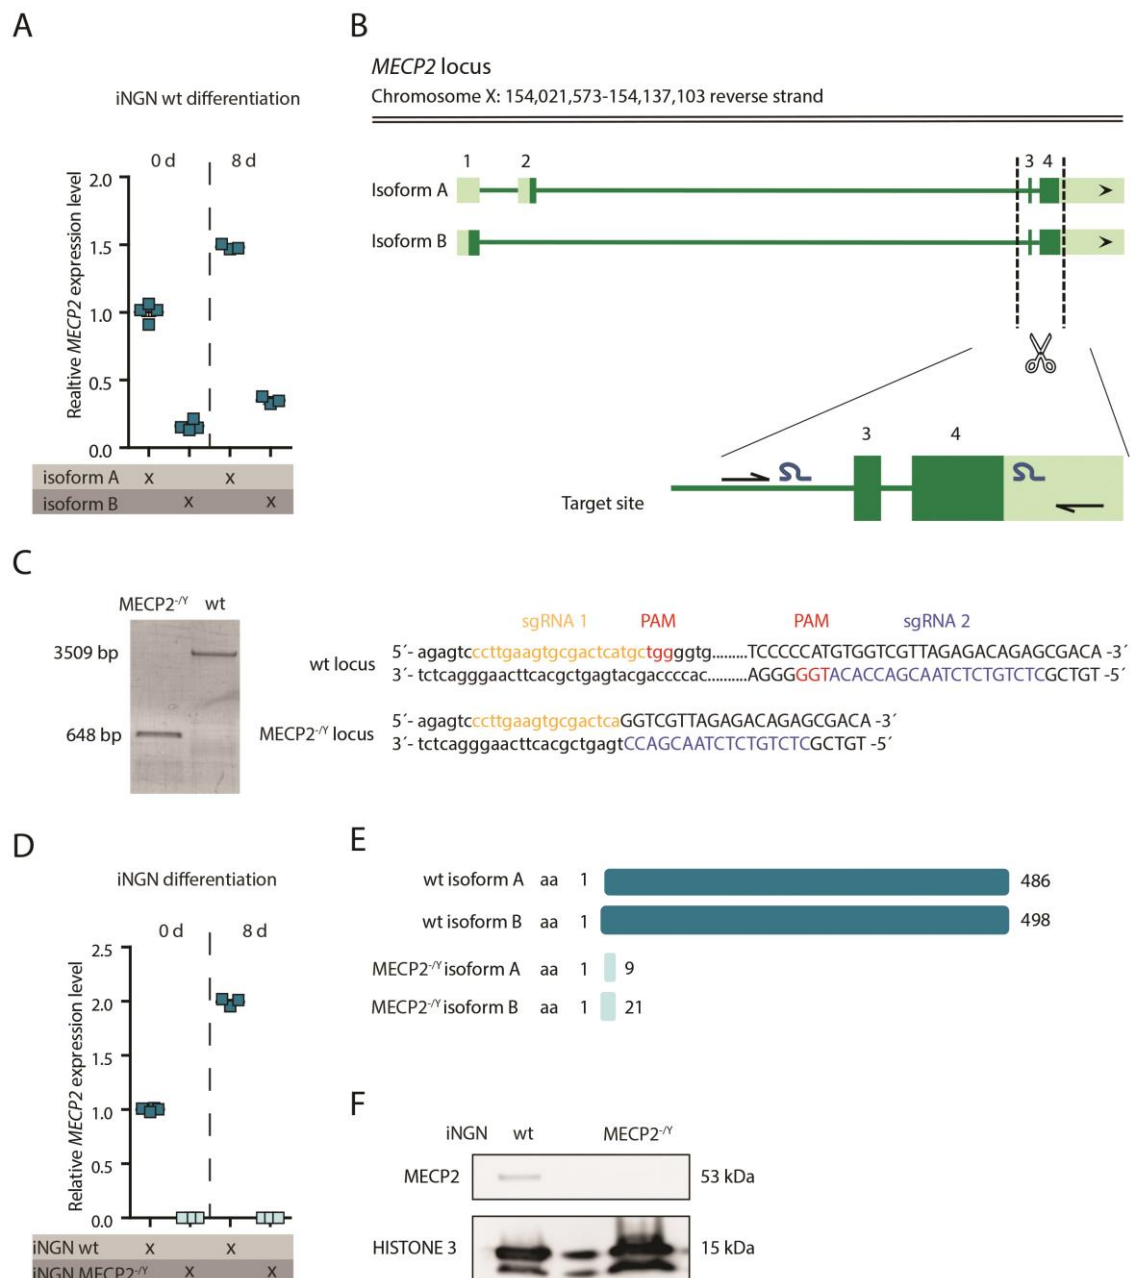 A
iNGN wt differentiation
0 d 8 d
Realtive MECP2 expression level
2.0
1.5
1.0
0.5
0.0
isoform A x x
isoform B x x
B
MECP2 locus
Chromosome X: 154,021,573-154,137,103 reverse strand
1 2 3 4
Isoform A
Isoform B
3 4
Target site
C
MECP2-/Y wt
3509 bp
648 bp
sgRNA 1 PAM PAM sgRNA 2
wt locus
5´- agagtcccttgaagtgcgactcatgctggggtg.........TCCCCCATGTGGTCGTTAGAGACAGAGCGACA -3´
3´- tctcagggaacttcacgctgagtacgaccccac..........AGGGGGTACACCAGCAATCTCTGTCTCGCTGT -5´
MECP2-/Y locus
5´- agagtcccttgaagtgcgactcaGGTCGTTAGAGACAGAGCGACA -3´
3´- tctcagggaacttcacgctgagtCCAGCAATCTCTGTCTCGCTGT -5´
D
iNGN differentiation
0 d 8 d
Relative MECP2 expression level
2.5
2.0
1.5
1.0
0.5
0.0
iNGN wt x x
iNGN MECP2-/Y x x
E
wt isoform A aa 1 486
wt isoform B aa 1 498
MECP2-/Y isoform A aa 1 9
MECP2-/Y isoform B aa 1 21
F
iNGN wt MECP2-/Y
MECP2 53 kDa
HISTONE 3 15 kDa